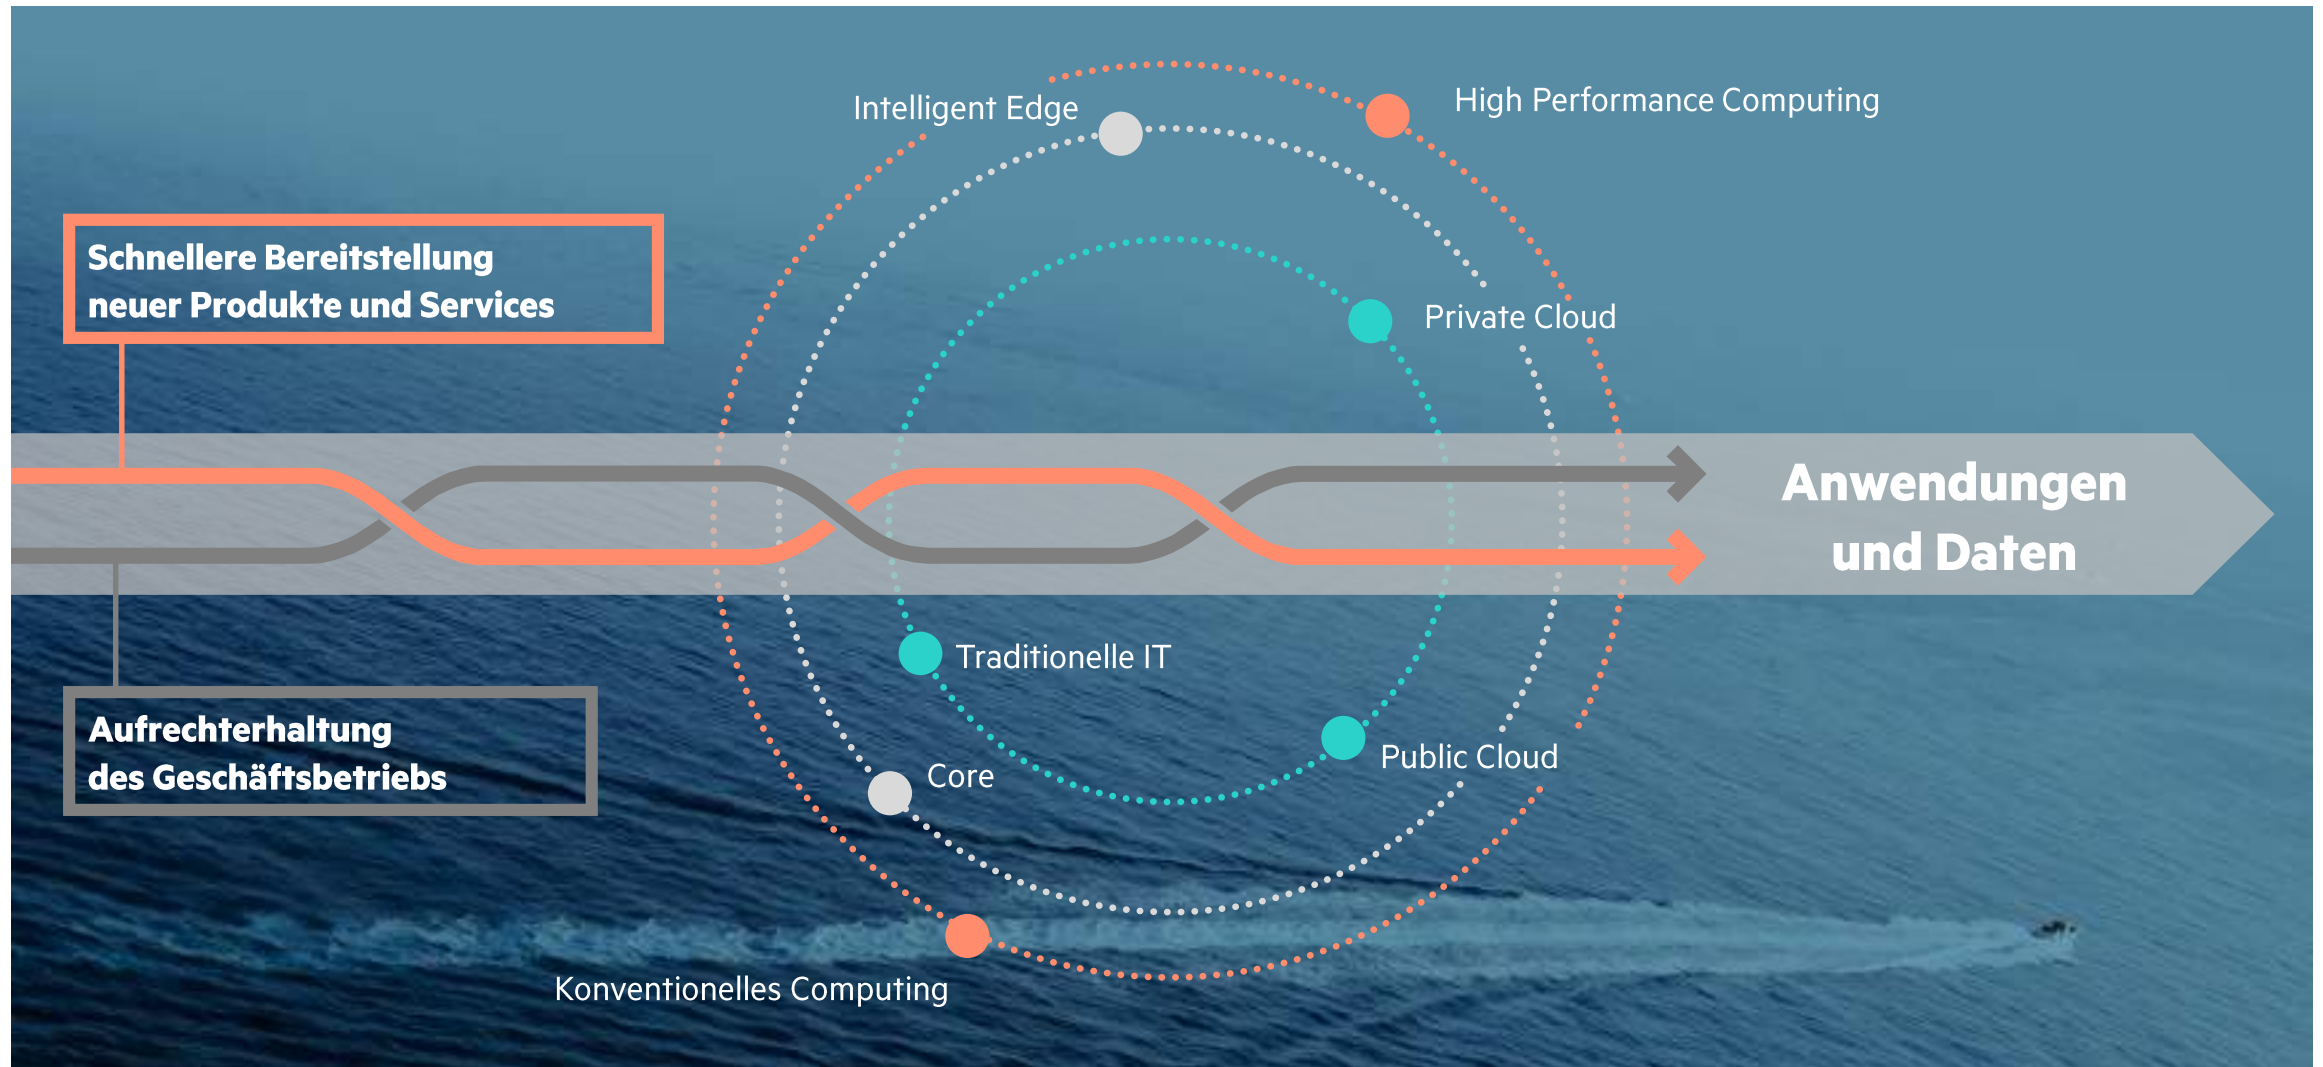 Intelligent Edge
High Performance Computing
Schnellere Bereitstellung
neuer Produkte und Services
Private Cloud
Anwendungen
und Daten
Traditionelle IT
Aufrechterhaltung
des Geschäftsbetriebs
Public Cloud
Core
Konventionelles Computing